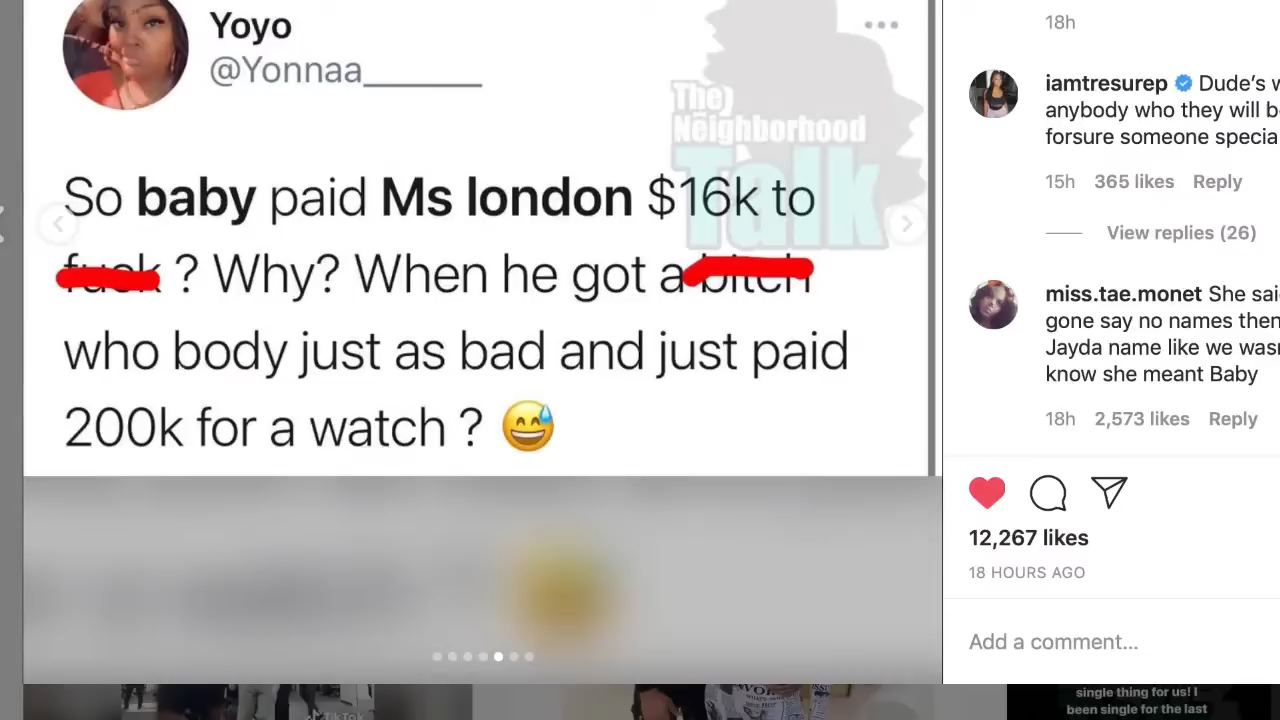 Yoyo
@Yonnaa________
The
Neighborhood
Talk
So baby paid Ms london $16k to
fuck ? Why? When he got a bitch
who body just as bad and just paid
200k for a watch ? 😅
18h
iamtresurep Dude's w
anybody who they will b
forsure someone specia
15h 365 likes Reply
View replies (26)
miss.tae.monet She sai
gone say no names then
Jayda name like we was
know she meant Baby
18h 2,573 likes Reply
12,267 likes
18 HOURS AGO
Add a comment...
TikTok
single thing for us! I
been single for the last